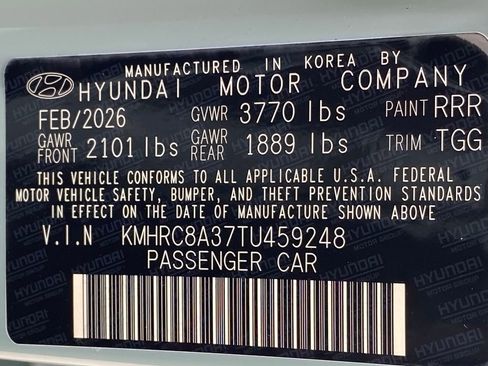 MANUFACTURED IN KOREA BY
HYUNDAI MOTOR COMPANY
FEB/2026 GVWR 3770 lbs PAINT RRR
GAWR FRONT 2101 lbs GAWR REAR 1889 lbs TRIM TGG
THIS VEHICLE CONFORMS TO ALL APPLICABLE U.S.A. FEDERAL
MOTOR VEHICLE SAFETY, BUMPER, AND THEFT PREVENTION STANDARDS
IN EFFECT ON THE DATE OF MANUFACTURE SHOWN ABOVE
V.I.N KMHRC8A37TU459248
PASSENGER CAR